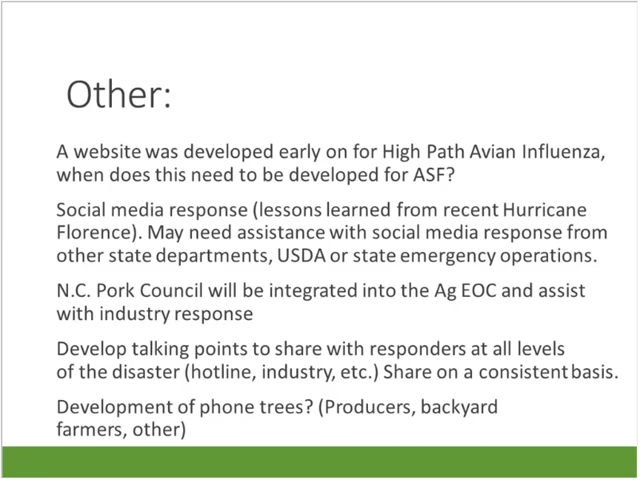 Other:
A website was developed early on for High Path Avian Influenza,
when does this need to be developed for ASF?
Social media response (lessons learned from recent Hurricane
Florence). May need assistance with social media response from
other state departments, USDA or state emergency operations.
N.C. Pork Council will be integrated into the Ag EOC and assist
with industry response
Develop talking points to share with responders at all levels
of the disaster (hotline, industry, etc.) Share on a consistent basis.
Development of phone trees? (Producers, backyard
farmers, other)